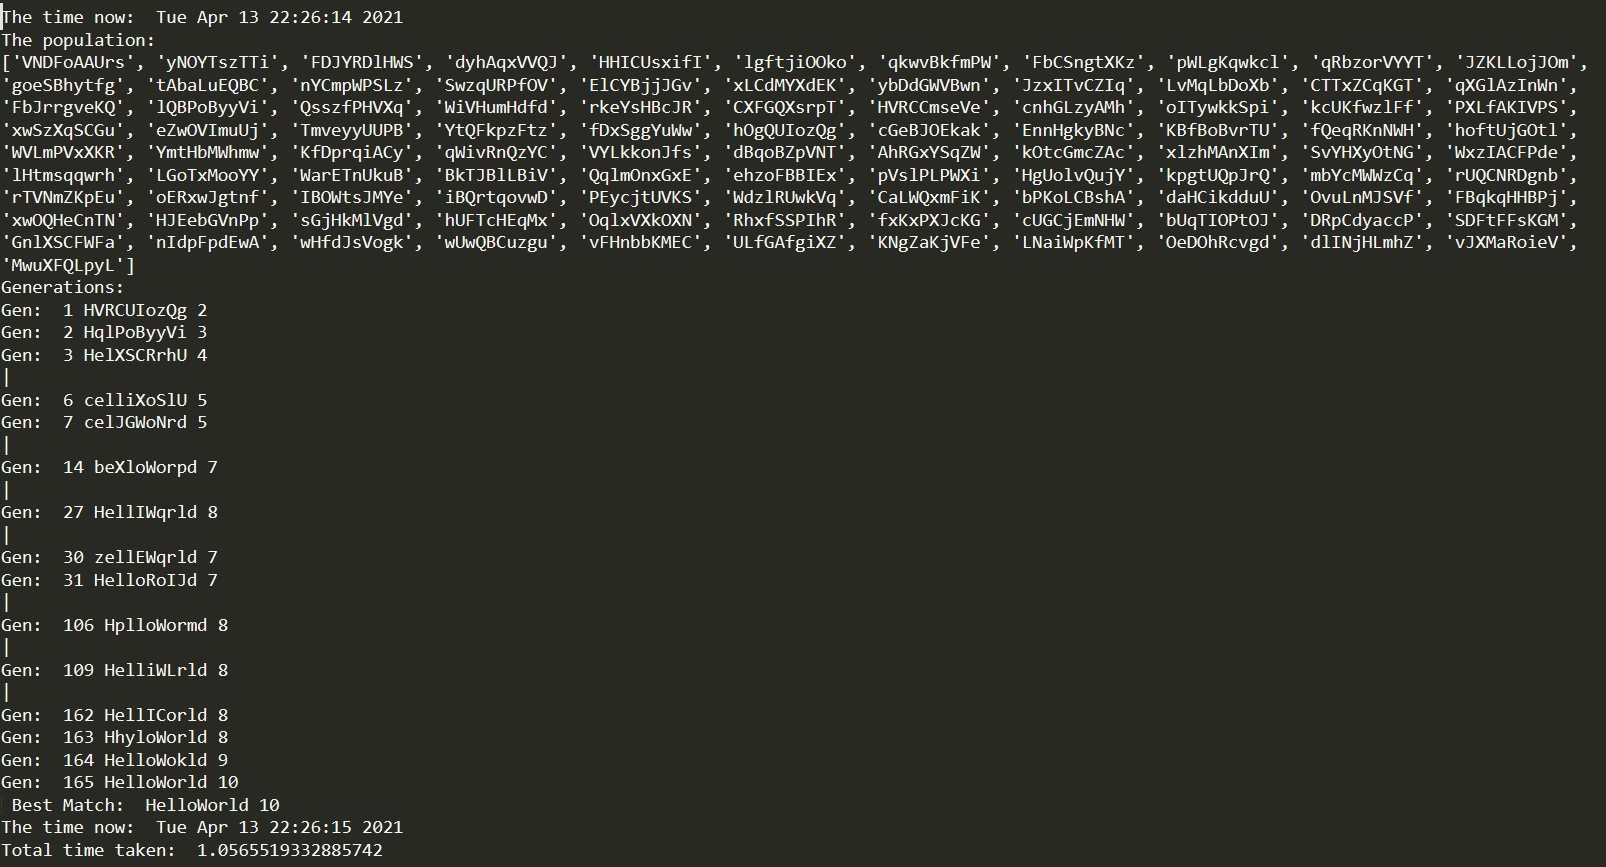 The time now:  Tue Apr 13 22:26:14 2021
The population:
['VNDFoAAUrs', 'yNOYTszTTi', 'FDJYRDlHWS', 'dyhAqxVVQJ', 'HHICUsxifI', 'lgftjiOOko', 'qkwvBkfmPW', 'FbCSngtXKz', 'pWLgKqwkcl', 'qRbzorVYYT', 'JZKLLojJOm',
'goeSBhytfg', 'tAbaLuEQBC', 'nYCmpWPSLz', 'SwzqURPfOV', 'ElCYBjjJGv', 'xLCdMYXdEK', 'ybDdGWVBwn', 'JzxITvCZIq', 'LvMqLbDoXb', 'CTTxZCqKGT', 'qXGlAzInWn',
'FbJrrgveKQ', 'lQBPoByyVi', 'QsszfPHVXq', 'WiVHumHdfd', 'rkeYsHBcJR', 'CXFGQXsrpT', 'HVRCCmseVe', 'cnhGLzyAMh', 'oITywkkSpi', 'kcUKfwzlFf', 'PXLfAKIVPS',
'xwSzXqSCGu', 'eZwOVImuUj', 'TmveyyUUPB', 'YtQFkpzFtz', 'fDxSggYuWw', 'hOgQUIozQg', 'cGeBJOEkak', 'EnnHgkyBNc', 'KBfBoBvrTU', 'fQeqRKnNWH', 'hoftUjGOtl',
'WVLmPVxXKR', 'YmtHbMWhmw', 'KfDprqiACy', 'qWivRnQzYC', 'VYLkkonJfs', 'dBqoBZpVNT', 'AhRGxYSqZW', 'kOtcGmcZAc', 'xlzhMAnXIm', 'SvYHXyOtNG', 'WxzIACFPde',
'lHtmsqqwrh', 'LGoTxMooYY', 'WarETnUkuB', 'BkTJBlLBiV', 'QqlmOnxGxE', 'ehzoFBBIEx', 'pVslPLPWXi', 'HgUolvQujY', 'kpgtUQpJrQ', 'mbYcMWWzCq', 'rUQCNRDgnb',
'rTVNmZKpEu', 'oERxwJgtnf', 'IBOWtsJMYe', 'iBQrtqovwD', 'PEycjtUVKS', 'WdzlRUwkVq', 'CaLWQxmFiK', 'bPKoLCBshA', 'daHCikdduU', 'OvuLnMJSVf', 'FBqkqHHBPj',
'xwOQHeCnTN', 'HJEebGVnPp', 'sGjHkMlVgd', 'hUFTcHEqMx', 'OqlxVXkOXN', 'RhxfSSPIhR', 'fxKxPXJcKG', 'cUGCjEmNHW', 'bUqTIOPtOJ', 'DRpCdyaccP', 'SDFtFFsKGM',
'GnlXSCFWFa', 'nIdpFpdEwA', 'wHfdJsVogk', 'wUwQBCuzgu', 'vFHnbbKMEC', 'ULfGAfgiXZ', 'KNgZaKjVFe', 'LNaiWpKfMT', 'OeDOhRcvgd', 'dlINjHLmhZ', 'vJXMaRoieV',
'MwuXFQLpyL']
Generations:
Gen:  1 HVRCUIozQg 2
Gen:  2 HqlPoByyVi 3
Gen:  3 HelXSCRrhU 4
|
Gen:  6 celliXoSlU 5
Gen:  7 celJGWoNrd 5
|
Gen:  14 beXloWorpd 7
|
Gen:  27 HellIWqrld 8
|
Gen:  30 zellEWqrld 7
Gen:  31 HelloRoIJd 7
|
Gen:  106 HplloWormd 8
|
Gen:  109 HelliWLrld 8
|
Gen:  162 HellICorld 8
Gen:  163 HhyloWorld 8
Gen:  164 HelloWokld 9
Gen:  165 HelloWorld 10
 Best Match:  HelloWorld 10
The time now:  Tue Apr 13 22:26:15 2021
Total time taken:  1.0565519332885742